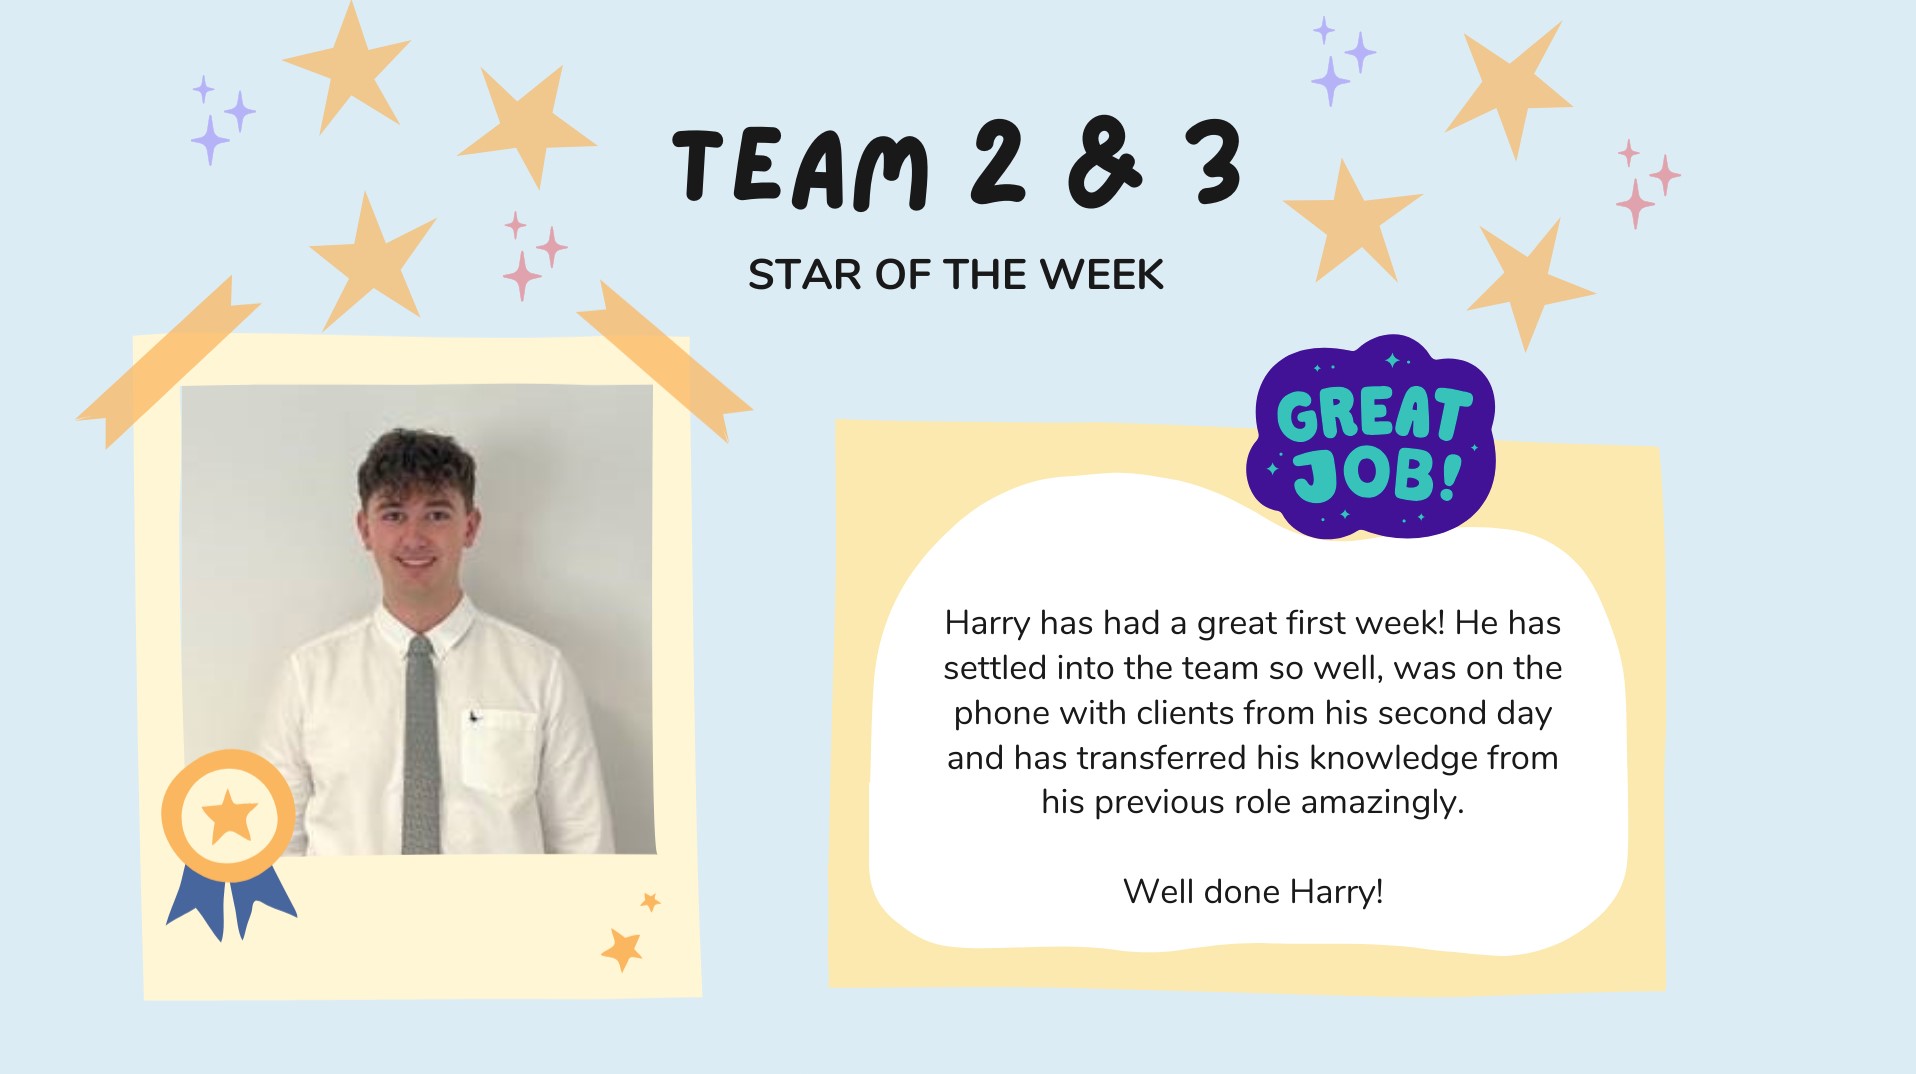 TEAM 2 & 3
STAR OF THE WEEK
GREAT
JOB!
Harry has had a great first week! He has
settled into the team so well, was on the
phone with clients from his second day
and has transferred his knowledge from
his previous role amazingly.
Well done Harry!